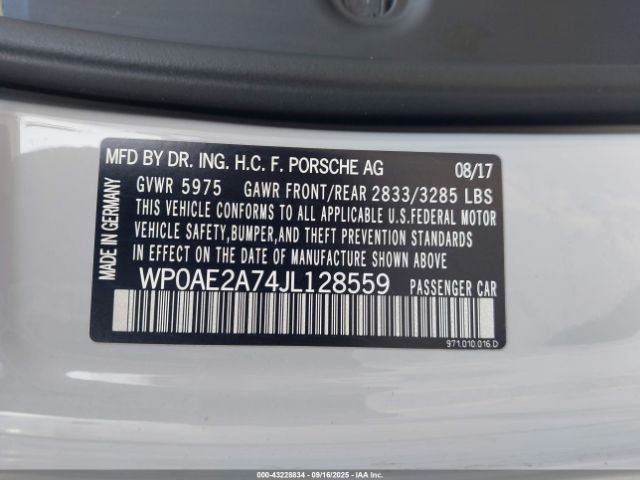 MFD BY DR. ING. H.C. F. PORSCHE AG 08/17
GVWR 5975 GAWR FRONT/REAR 2833/3285 LBS
THIS VEHICLE CONFORMS TO ALL APPLICABLE U.S.FEDERAL MOTOR
VEHICLE SAFETY,BUMPER,AND THEFT PREVENTION STANDARDS
IN EFFECT ON THE DATE OF MANUFACTURE SHOWN ABOVE
WP0AE2A74JL128559 PASSENGER CAR
971.010.016.D
MADE IN GERMANY
000-43228834 - 09/16/2025 - IAAI.COM